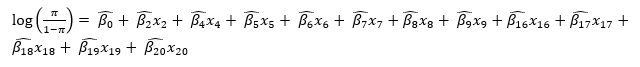 log(π/(1−π)) = β̂₀ + β̂₂x₂ + β̂₄x₄ + β̂₅x₅ + β̂₆x₆ + β̂₇x₇ + β̂₈x₈ + β̂₉x₉ + β̂₁₆x₁₆ + β̂₁₇x₁₇ +
β̂₁₈x₁₈ + β̂₁₉x₁₉ + β̂₂₀x₂₀